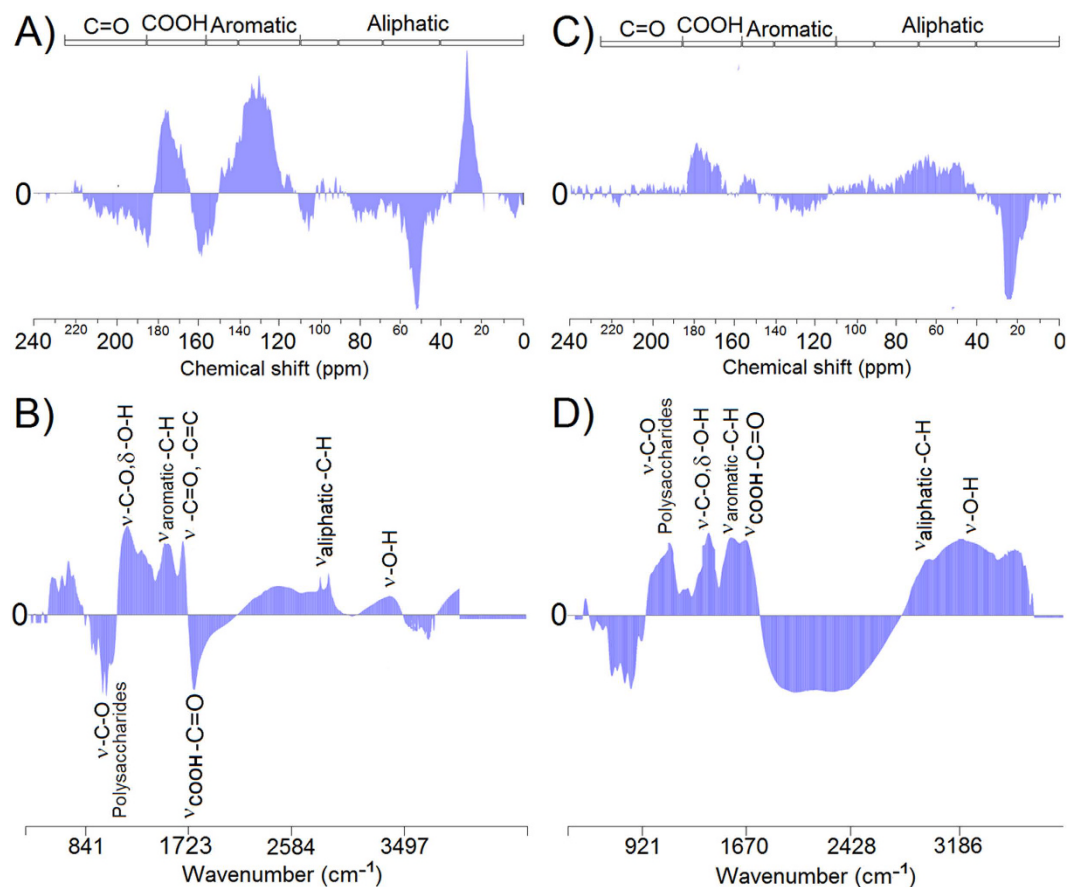 A)
C=O COOH Aromatic Aliphatic
0
240 220 200 180 160 140 120 100 80 60 40 20 0
Chemical shift (ppm)
C)
C=O COOH Aromatic Aliphatic
0
240 220 200 180 160 140 120 100 80 60 40 20 0
Chemical shift (ppm)
B)
ν-C-O,δ-O-H
νaromatic-C-H
ν -C=O, -C=C
νaliphatic-C-H
ν-O-H
0
ν-C-O
Polysaccharides
νCOOH-C=O
841 1723 2584 3497
Wavenumber (cm⁻¹)
D)
ν-C-O
Polysaccharides
ν-C-O,δ-O-H
νaromatic-C-H
νCOOH-C=O
νaliphatic-C-H
ν-O-H
0
921 1670 2428 3186
Wavenumber (cm⁻¹)